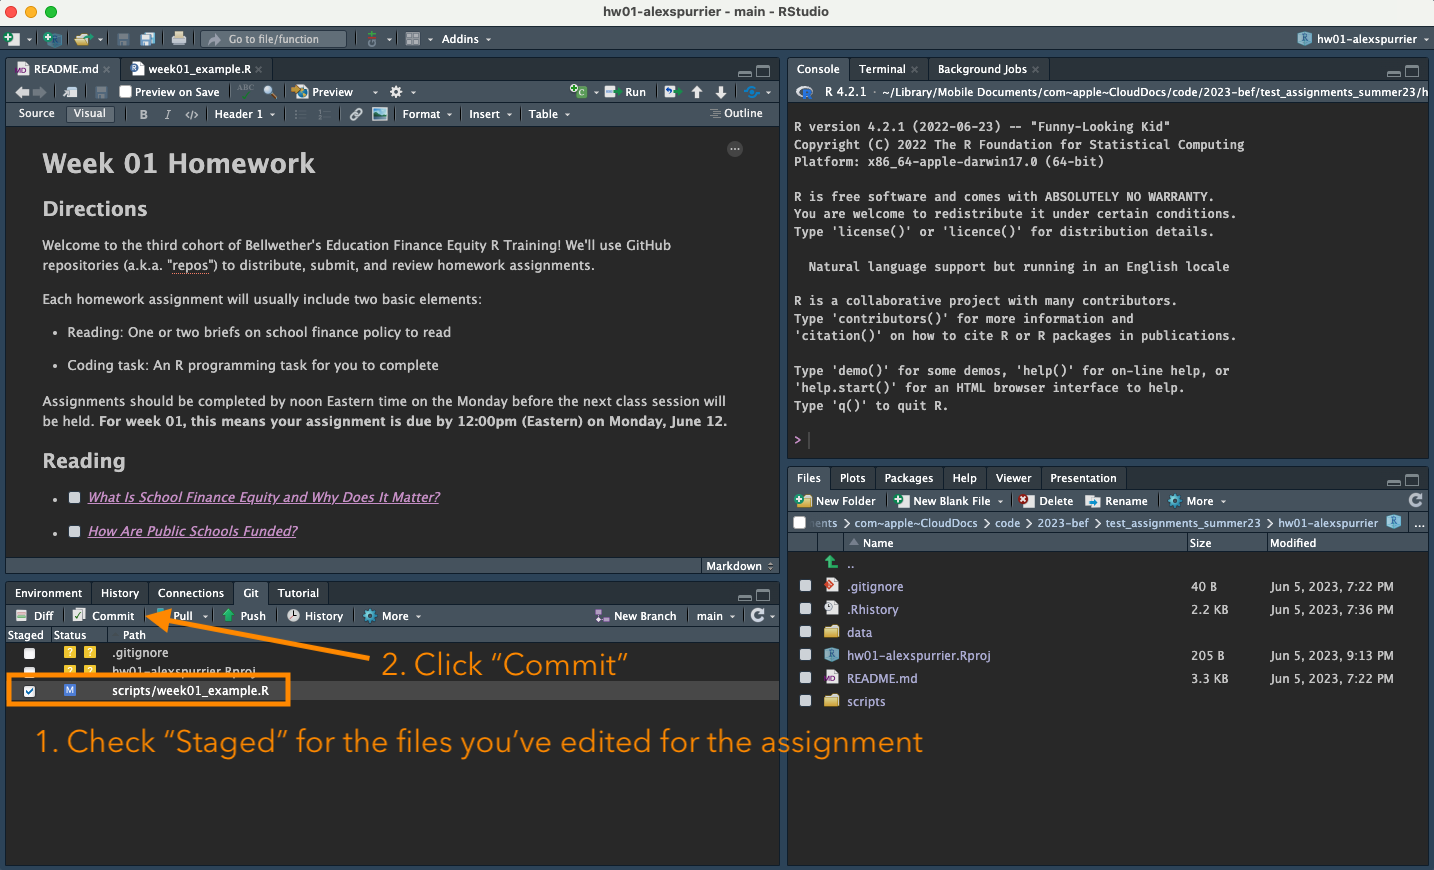 hw01-alexspurrier - main - RStudio
Go to file/function
Addins
hw01-alexspurrier
README.md
week01_example.R
Preview on Save
ABC
Preview
Run
Source
Visual
B
I
</>
Header 1
Format
Insert
Table
Outline
Week 01 Homework
Directions
Welcome to the third cohort of Bellwether's Education Finance Equity R Training! We'll use GitHub
repositories (a.k.a. "repos") to distribute, submit, and review homework assignments.
Each homework assignment will usually include two basic elements:
• Reading: One or two briefs on school finance policy to read
• Coding task: An R programming task for you to complete
Assignments should be completed by noon Eastern time on the Monday before the next class session will
be held. For week 01, this means your assignment is due by 12:00pm (Eastern) on Monday, June 12.
Reading
• What Is School Finance Equity and Why Does It Matter?
• How Are Public Schools Funded?
Markdown
Environment
History
Connections
Git
Tutorial
Diff
Commit
Pull
Push
History
More
New Branch
main
Staged Status Path
? ? .gitignore
? ? hw01-alexspurrier.Rproj
M scripts/week01_example.R
2. Click “Commit”
1. Check “Staged” for the files you’ve edited for the assignment
Console
Terminal
Background Jobs
R 4.2.1 · ~/Library/Mobile Documents/com~apple~CloudDocs/code/2023-bef/test_assignments_summer23/h
R version 4.2.1 (2022-06-23) -- "Funny-Looking Kid"
Copyright (C) 2022 The R Foundation for Statistical Computing
Platform: x86_64-apple-darwin17.0 (64-bit)
R is free software and comes with ABSOLUTELY NO WARRANTY.
You are welcome to redistribute it under certain conditions.
Type 'license()' or 'licence()' for distribution details.
Natural language support but running in an English locale
R is a collaborative project with many contributors.
Type 'contributors()' for more information and
'citation()' on how to cite R or R packages in publications.
Type 'demo()' for some demos, 'help()' for on-line help, or
'help.start()' for an HTML browser interface to help.
Type 'q()' to quit R.
>
Files
Plots
Packages
Help
Viewer
Presentation
New Folder
New Blank File
Delete
Rename
More
ents > com~apple~CloudDocs > code > 2023-bef > test_assignments_summer23 > hw01-alexspurrier ...
Name Size Modified
..
.gitignore 40 B Jun 5, 2023, 7:22 PM
.Rhistory 2.2 KB Jun 5, 2023, 7:36 PM
data
hw01-alexspurrier.Rproj 205 B Jun 5, 2023, 9:13 PM
README.md 3.3 KB Jun 5, 2023, 7:22 PM
scripts